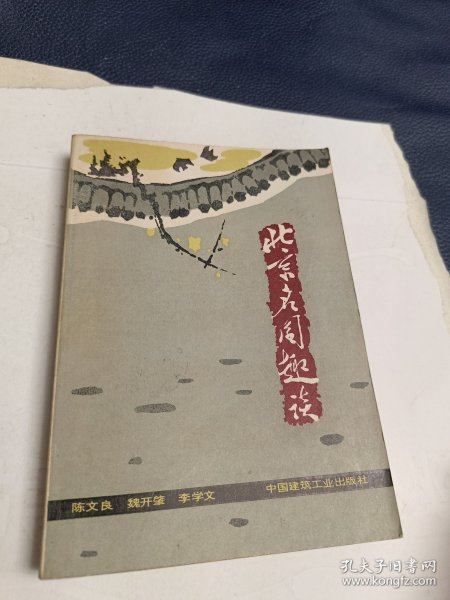 北京名园趣谈
陈文良 魏开肇 李学文 中国建筑工业出版社
孔夫子旧书网
www.kongfz.com